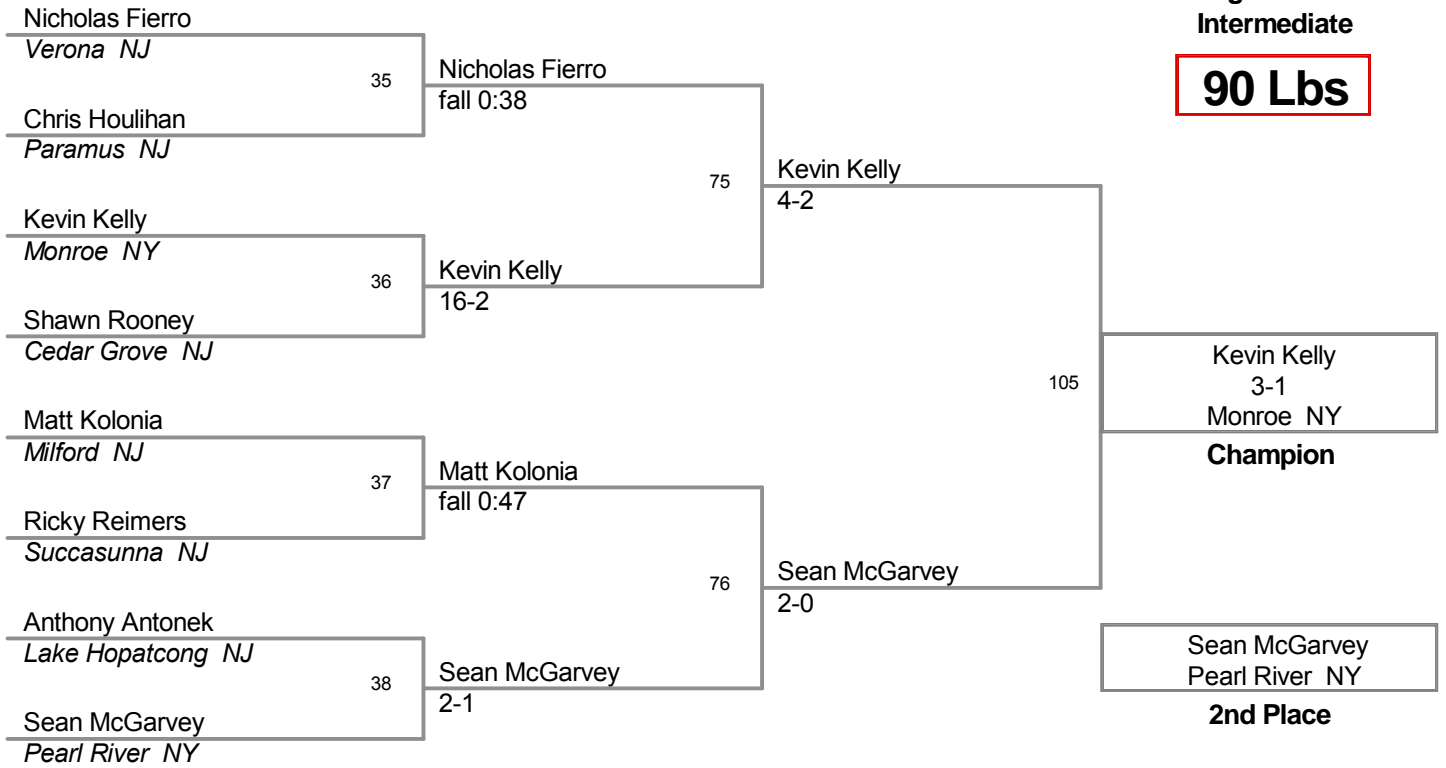 Intermediate
90 Lbs
Nicholas Fierro
Verona NJ
35
Chris Houlihan
Paramus NJ
Nicholas Fierro
fall 0:38
Kevin Kelly
Monroe NY
36
Shawn Rooney
Cedar Grove NJ
Kevin Kelly
16-2
75
Kevin Kelly
4-2
Matt Kolonia
Milford NJ
37
Ricky Reimers
Succasunna NJ
Matt Kolonia
fall 0:47
Anthony Antonek
Lake Hopatcong NJ
38
Sean McGarvey
Pearl River NY
Sean McGarvey
2-1
76
Sean McGarvey
2-0
105
Kevin Kelly
3-1
Monroe NY
Champion
Sean McGarvey
Pearl River NY
2nd Place